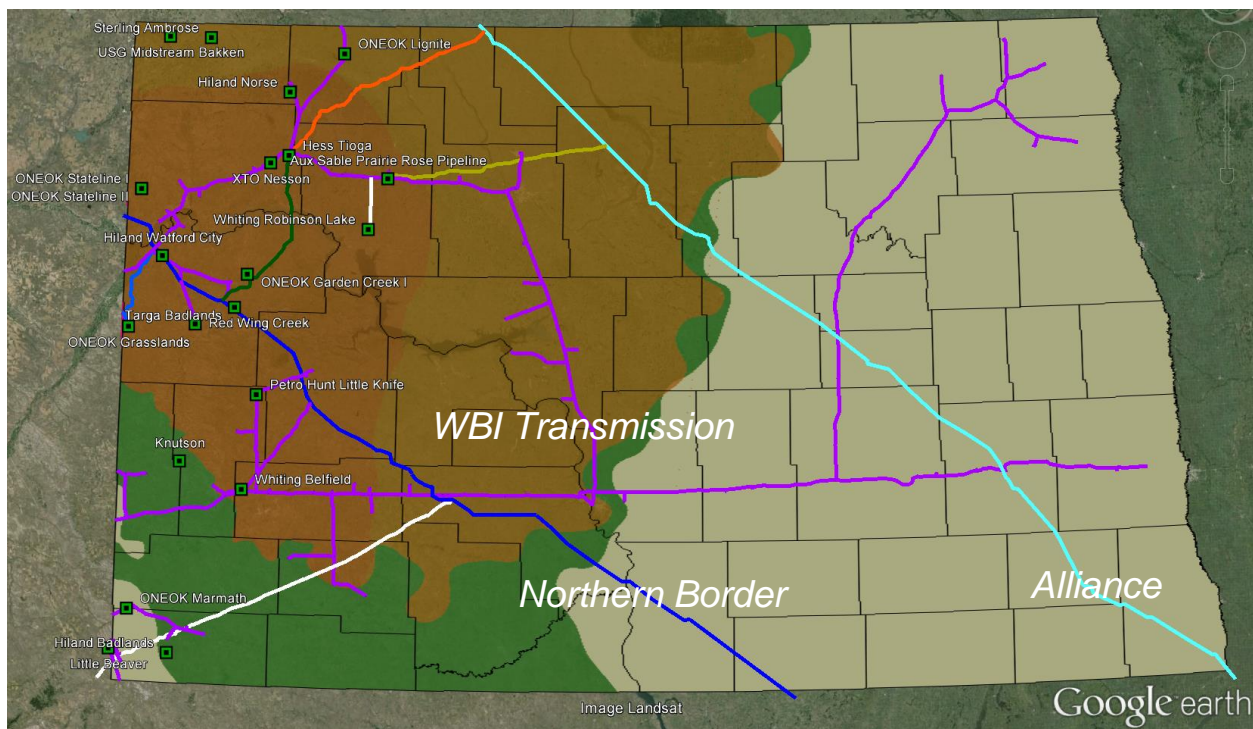 Sterling Ambrose
USG Midstream Bakken
ONEOK Lignite
Hiland Norse
Hess Tioga
Aux Sable Prairie Rose Pipeline
XTO Nesson
ONEOK Stateline I
ONEOK Stateline II
Whiting Robinson Lake
Hiland Watford City
ONEOK Garden Creek I
Targa Badlands
Red Wing Creek
ONEOK Grasslands
Petro Hunt Little Knife
WBI Transmission
Knutson
Whiting Belfield
Northern Border
Alliance
ONEOK Marmath
Hiland Badlands
Little Beaver
Image Landsat
Google earth